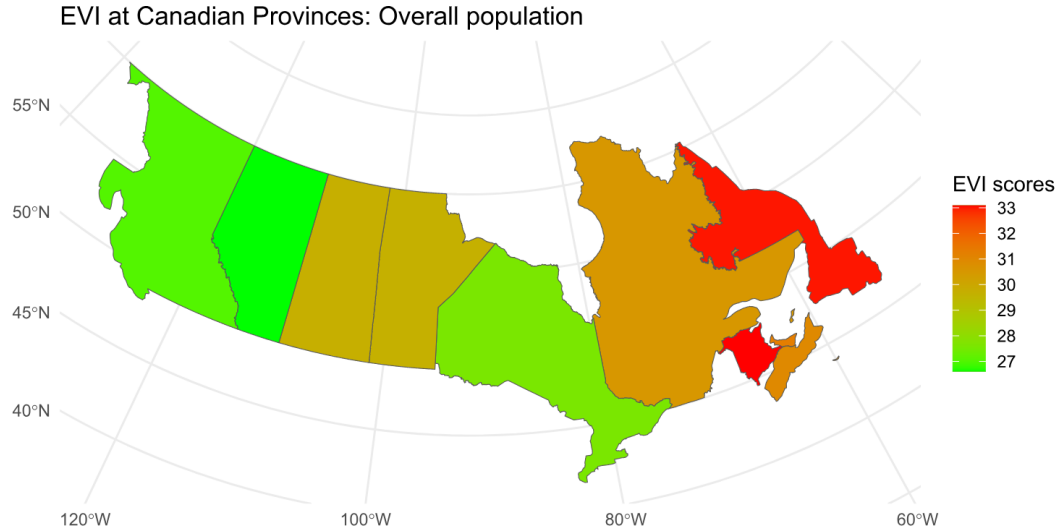 EVI at Canadian Provinces: Overall population
55°N
50°N
45°N
40°N
120°W
100°W
80°W
60°W
EVI scores
33
32
31
30
29
28
27